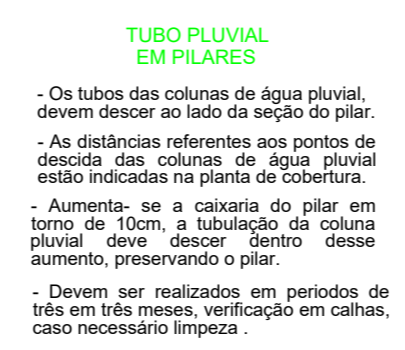 TUBO PLUVIAL
EM PILARES
- Os tubos das colunas de água pluvial,
devem descer ao lado da seção do pilar.
- As distâncias referentes aos pontos de
descida das colunas de água pluvial
estão indicadas na planta de cobertura.
- Aumenta- se a caixaria do pilar em
torno de 10cm, a tubulação da coluna
pluvial deve descer dentro desse
aumento, preservando o pilar.
- Devem ser realizados em periodos de
três em três meses, verificação em calhas,
caso necessário limpeza .